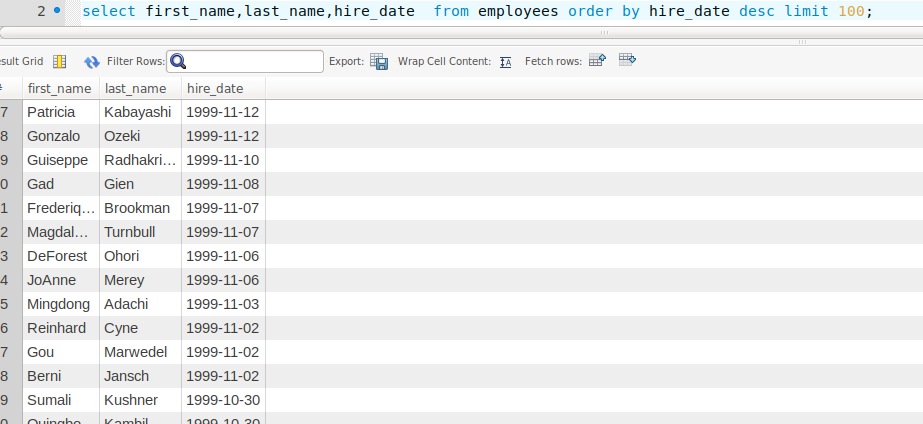 2 select first_name,last_name,hire_date  from employees order by hire_date desc limit 100;
sult Grid Filter Rows: Export: Wrap Cell Content: Fetch rows:
first_name last_name hire_date
7 Patricia Kabayashi 1999-11-12
8 Gonzalo Ozeki 1999-11-12
9 Guiseppe Radhakri... 1999-11-10
0 Gad Gien 1999-11-08
1 Frederiq... Brookman 1999-11-07
2 Magdal... Turnbull 1999-11-07
3 DeForest Ohori 1999-11-06
4 JoAnne Merey 1999-11-06
5 Mingdong Adachi 1999-11-03
6 Reinhard Cyne 1999-11-02
7 Gou Marwedel 1999-11-02
8 Berni Jansch 1999-11-02
9 Sumali Kushner 1999-10-30